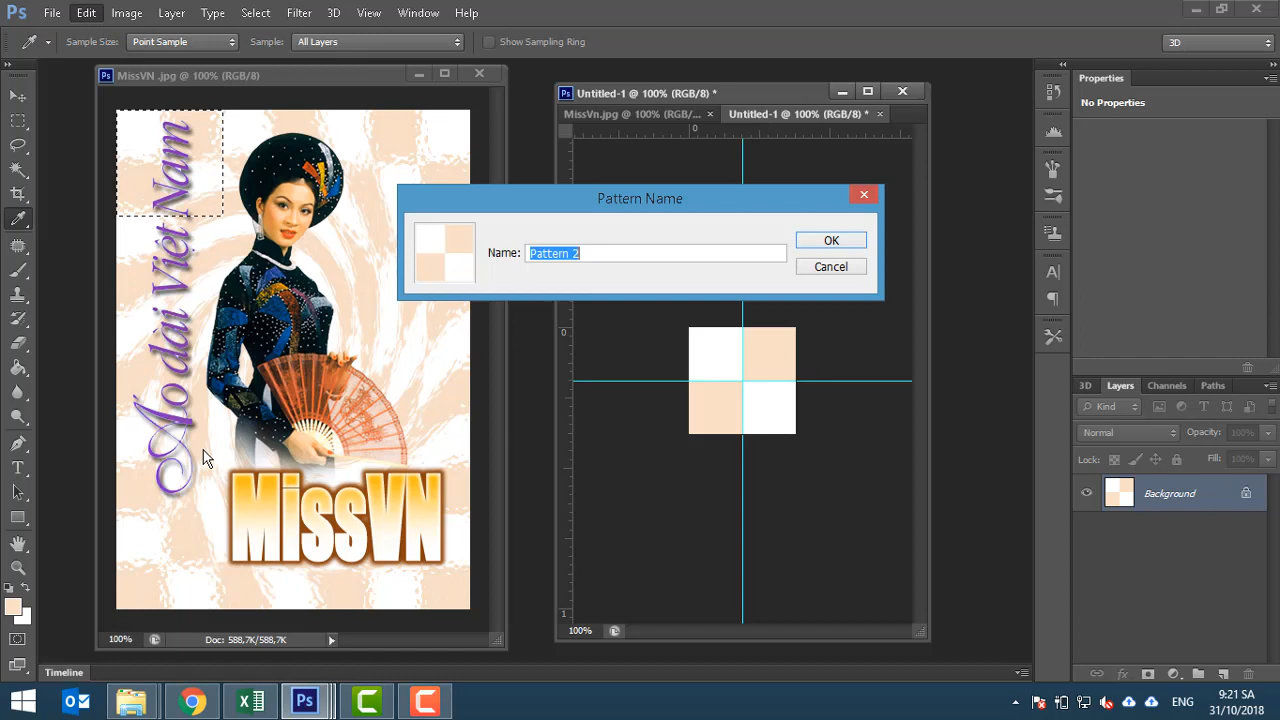 Ps File Edit Image Layer Type Select Filter 3D View Window Help
Sample Size: Point Sample Sample: All Layers Show Sampling Ring 3D
Ps MissVN .jpg @ 100% (RGB/8)
Ps Untitled-1 @ 100% (RGB/8) *
MissVn.jpg @ 100% (RGB/... × Untitled-1 @ 100% (RGB/8) * ×
0
0
1
Properties
No Properties
Pattern Name
Name: Pattern 2
OK
Cancel
Ao dai Việt Nam
MissVN
100% Doc: 588,7K/588,7K
100%
3D Layers Channels Paths
Kind
Normal Opacity: 100%
Lock: Fill: 100%
Background
Timeline
Ps
ENG
9:21 SA
31/10/2018